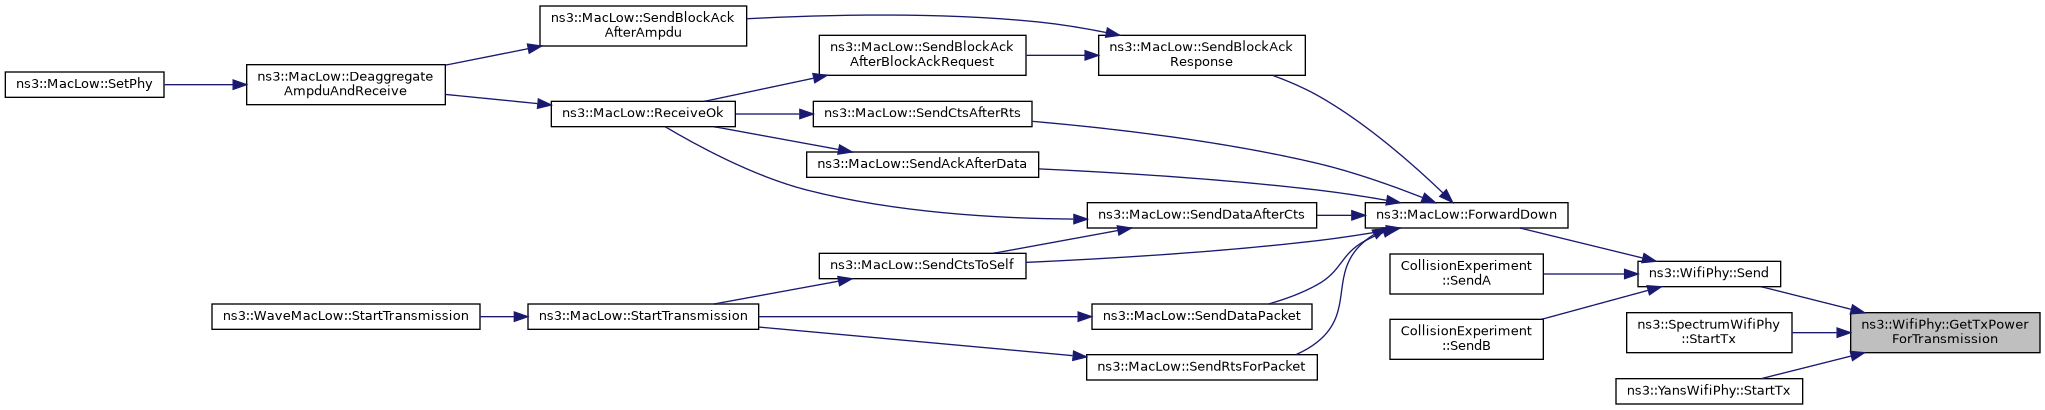 ns3::MacLow::SetPhy
ns3::MacLow::Deaggregate
AmpduAndReceive
ns3::MacLow::SendBlockAck
AfterAmpdu
ns3::MacLow::ReceiveOk
ns3::MacLow::SendBlockAck
AfterBlockAckRequest
ns3::MacLow::SendBlockAck
Response
ns3::MacLow::SendCtsAfterRts
ns3::MacLow::SendAckAfterData
ns3::MacLow::SendDataAfterCts
ns3::MacLow::ForwardDown
ns3::MacLow::SendCtsToSelf
ns3::WaveMacLow::StartTransmission
ns3::MacLow::StartTransmission
ns3::MacLow::SendDataPacket
ns3::MacLow::SendRtsForPacket
CollisionExperiment
::SendA
CollisionExperiment
::SendB
ns3::WifiPhy::Send
ns3::SpectrumWifiPhy
::StartTx
ns3::YansWifiPhy::StartTx
ns3::WifiPhy::GetTxPower
ForTransmission